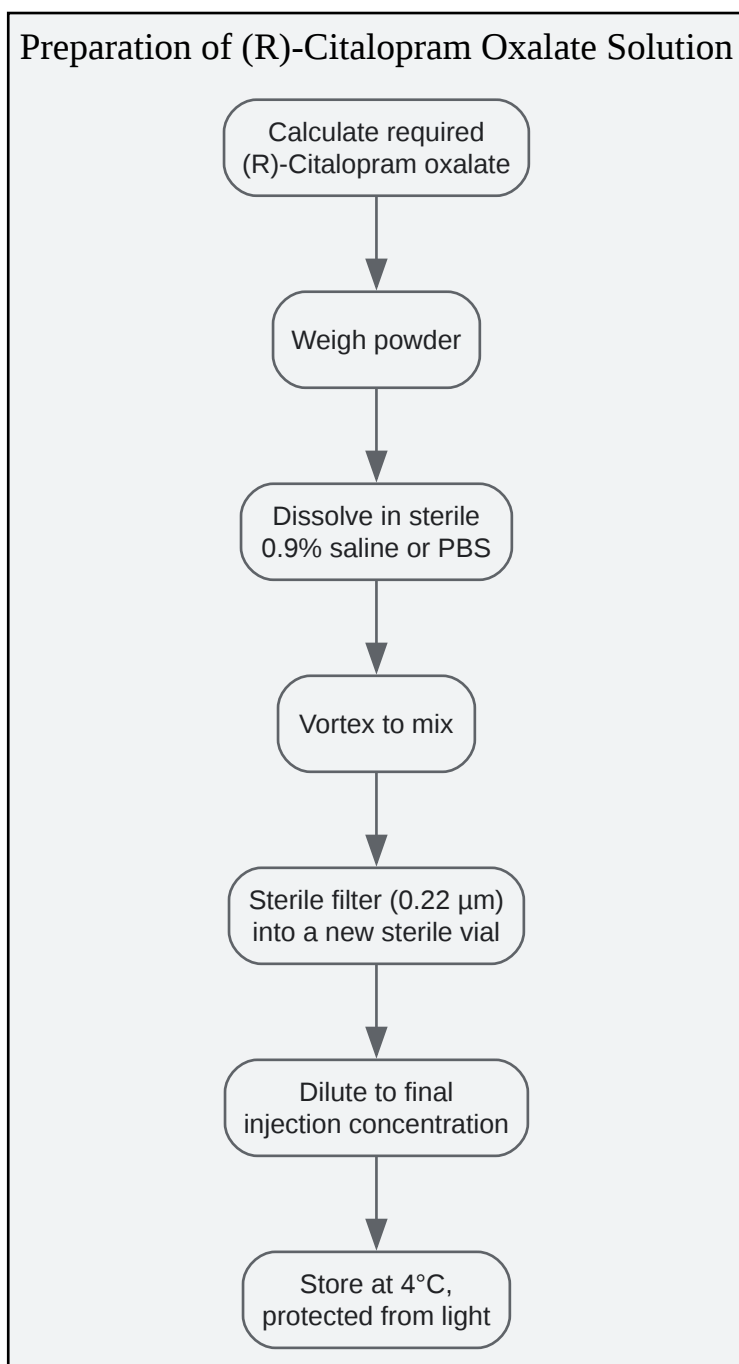 Preparation of (R)-Citalopram Oxalate Solution
Calculate required
(R)-Citalopram oxalate
Weigh powder
Dissolve in sterile
0.9% saline or PBS
Vortex to mix
Sterile filter (0.22 µm)
into a new sterile vial
Dilute to final
injection concentration
Store at 4°C,
protected from light